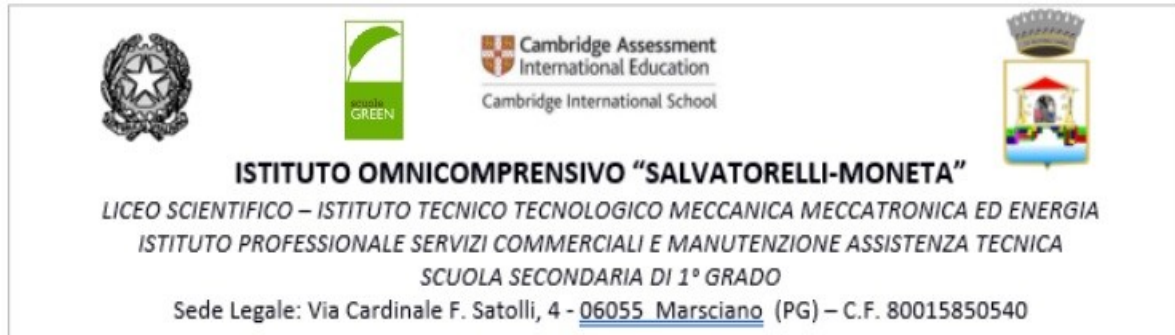 scuola
GREEN
Cambridge Assessment
International Education
Cambridge International School
ISTITUTO OMNICOMPRENSIVO “SALVATORELLI-MONETA”
LICEO SCIENTIFICO – ISTITUTO TECNICO TECNOLOGICO MECCANICA MECCATRONICA ED ENERGIA
ISTITUTO PROFESSIONALE SERVIZI COMMERCIALI E MANUTENZIONE ASSISTENZA TECNICA
SCUOLA SECONDARIA DI 1° GRADO
Sede Legale: Via Cardinale F. Satolli, 4 - 06055 Marsciano (PG) – C.F. 80015850540